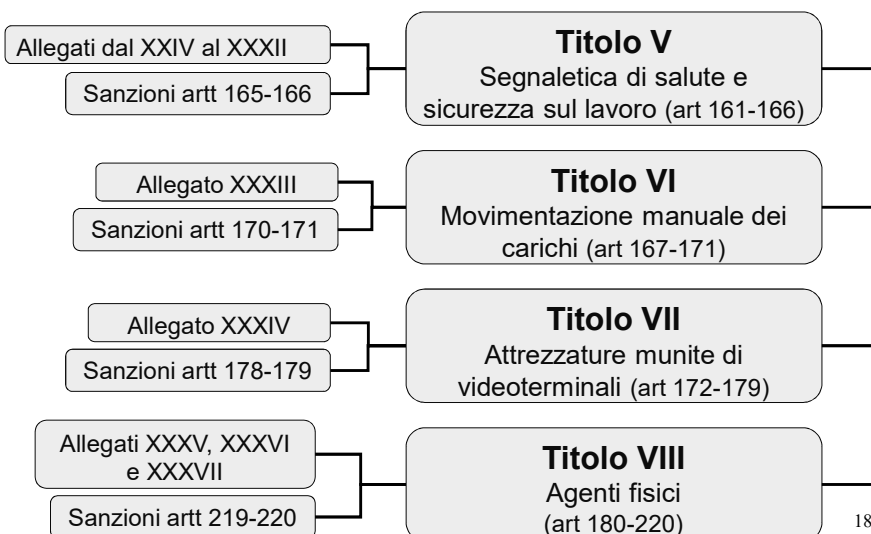 Allegati dal XXIV al XXXII
Sanzioni artt 165-166
Titolo V
Segnaletica di salute e
sicurezza sul lavoro (art 161-166)
Allegato XXXIII
Sanzioni artt 170-171
Titolo VI
Movimentazione manuale dei
carichi (art 167-171)
Allegato XXXIV
Sanzioni artt 178-179
Titolo VII
Attrezzature munite di
videoterminali (art 172-179)
Allegati XXXV, XXXVI
e XXXVII
Sanzioni artt 219-220
Titolo VIII
Agenti fisici
(art 180-220)
18